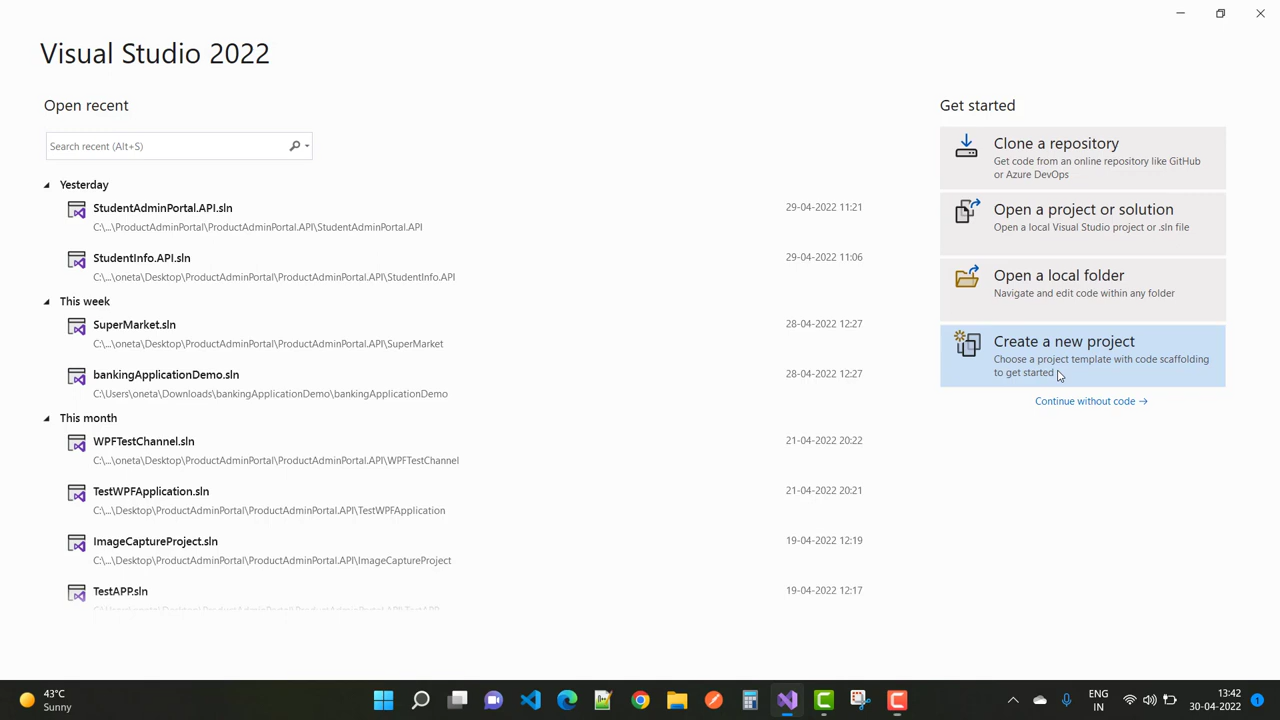 Visual Studio 2022
Open recent
Search recent (Alt+S)
Yesterday
StudentAdminPortal.API.sln
29-04-2022 11:21
C:\...\ProductAdminPortal\ProductAdminPortal.API\StudentAdminPortal.API
StudentInfo.API.sln
29-04-2022 11:06
C:\...\oneta\Desktop\ProductAdminPortal\ProductAdminPortal.API\StudentInfo.API
This week
SuperMarket.sln
28-04-2022 12:27
C:\...\oneta\Desktop\ProductAdminPortal\ProductAdminPortal.API\SuperMarket
bankingApplicationDemo.sln
28-04-2022 12:27
C:\Users\oneta\Downloads\bankingApplicationDemo\bankingApplicationDemo
This month
WPFTestChannel.sln
21-04-2022 20:22
C:\...\oneta\Desktop\ProductAdminPortal\ProductAdminPortal.API\WPFTestChannel
TestWPFApplication.sln
21-04-2022 20:21
C:\...\Desktop\ProductAdminPortal\ProductAdminPortal.API\TestWPFApplication
ImageCaptureProject.sln
19-04-2022 12:19
C:\...\Desktop\ProductAdminPortal\ProductAdminPortal.API\ImageCaptureProject
TestAPP.sln
19-04-2022 12:17
Get started
Clone a repository
Get code from an online repository like GitHub
or Azure DevOps
Open a project or solution
Open a local Visual Studio project or .sln file
Open a local folder
Navigate and edit code within any folder
Create a new project
Choose a project template with code scaffolding
to get started
Continue without code →
43°C
Sunny
ENG
IN
13:42
30-04-2022
1